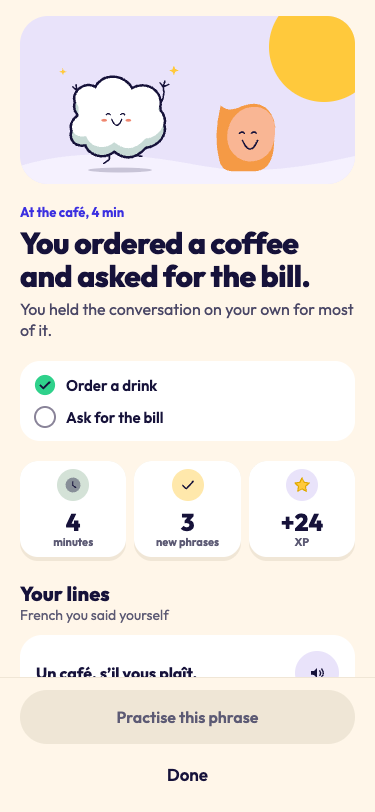 At the café, 4 min
You ordered a coffee
and asked for the bill.
You held the conversation on your own for most
of it.
Order a drink
Ask for the bill
4
minutes
3
new phrases
+24
XP
Your lines
French you said yourself
Un café, s'il vous plaît.
Practise this phrase
Done